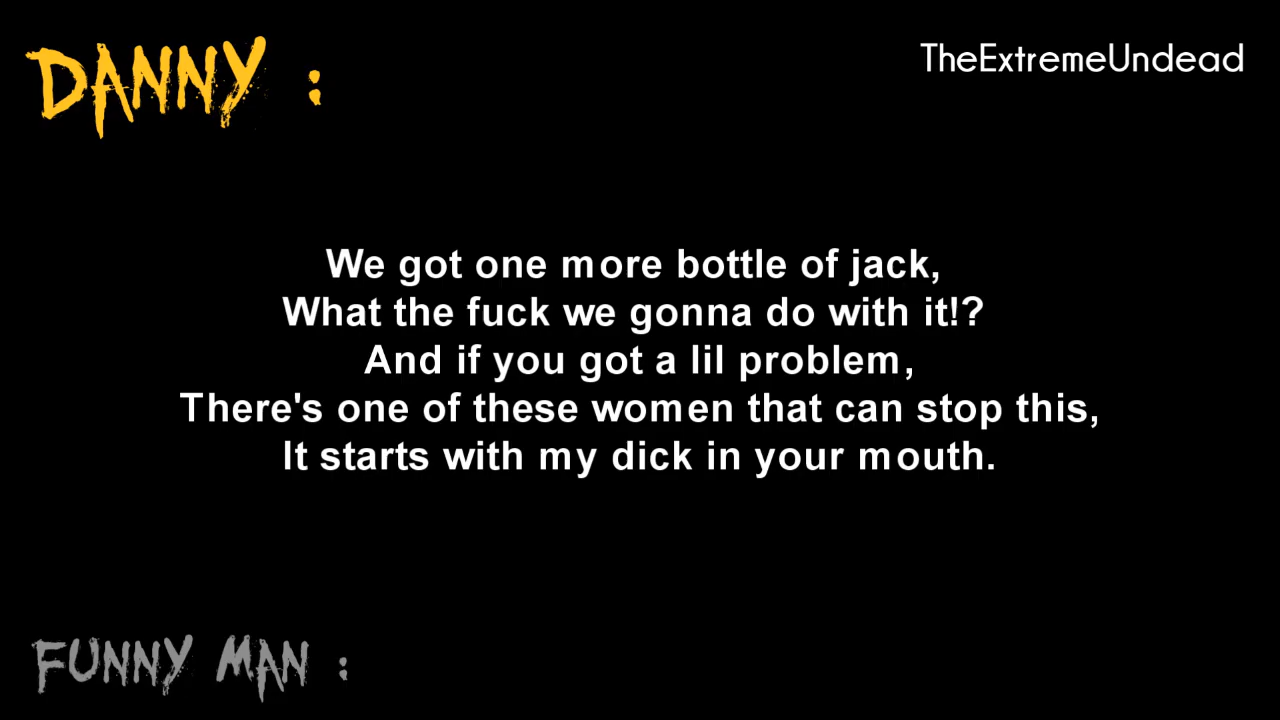 DANNY :
TheExtremeUndead
We got one more bottle of jack,
What the fuck we gonna do with it!?
And if you got a lil problem,
There's one of these women that can stop this,
It starts with my dick in your mouth.
FUNNY MAN :